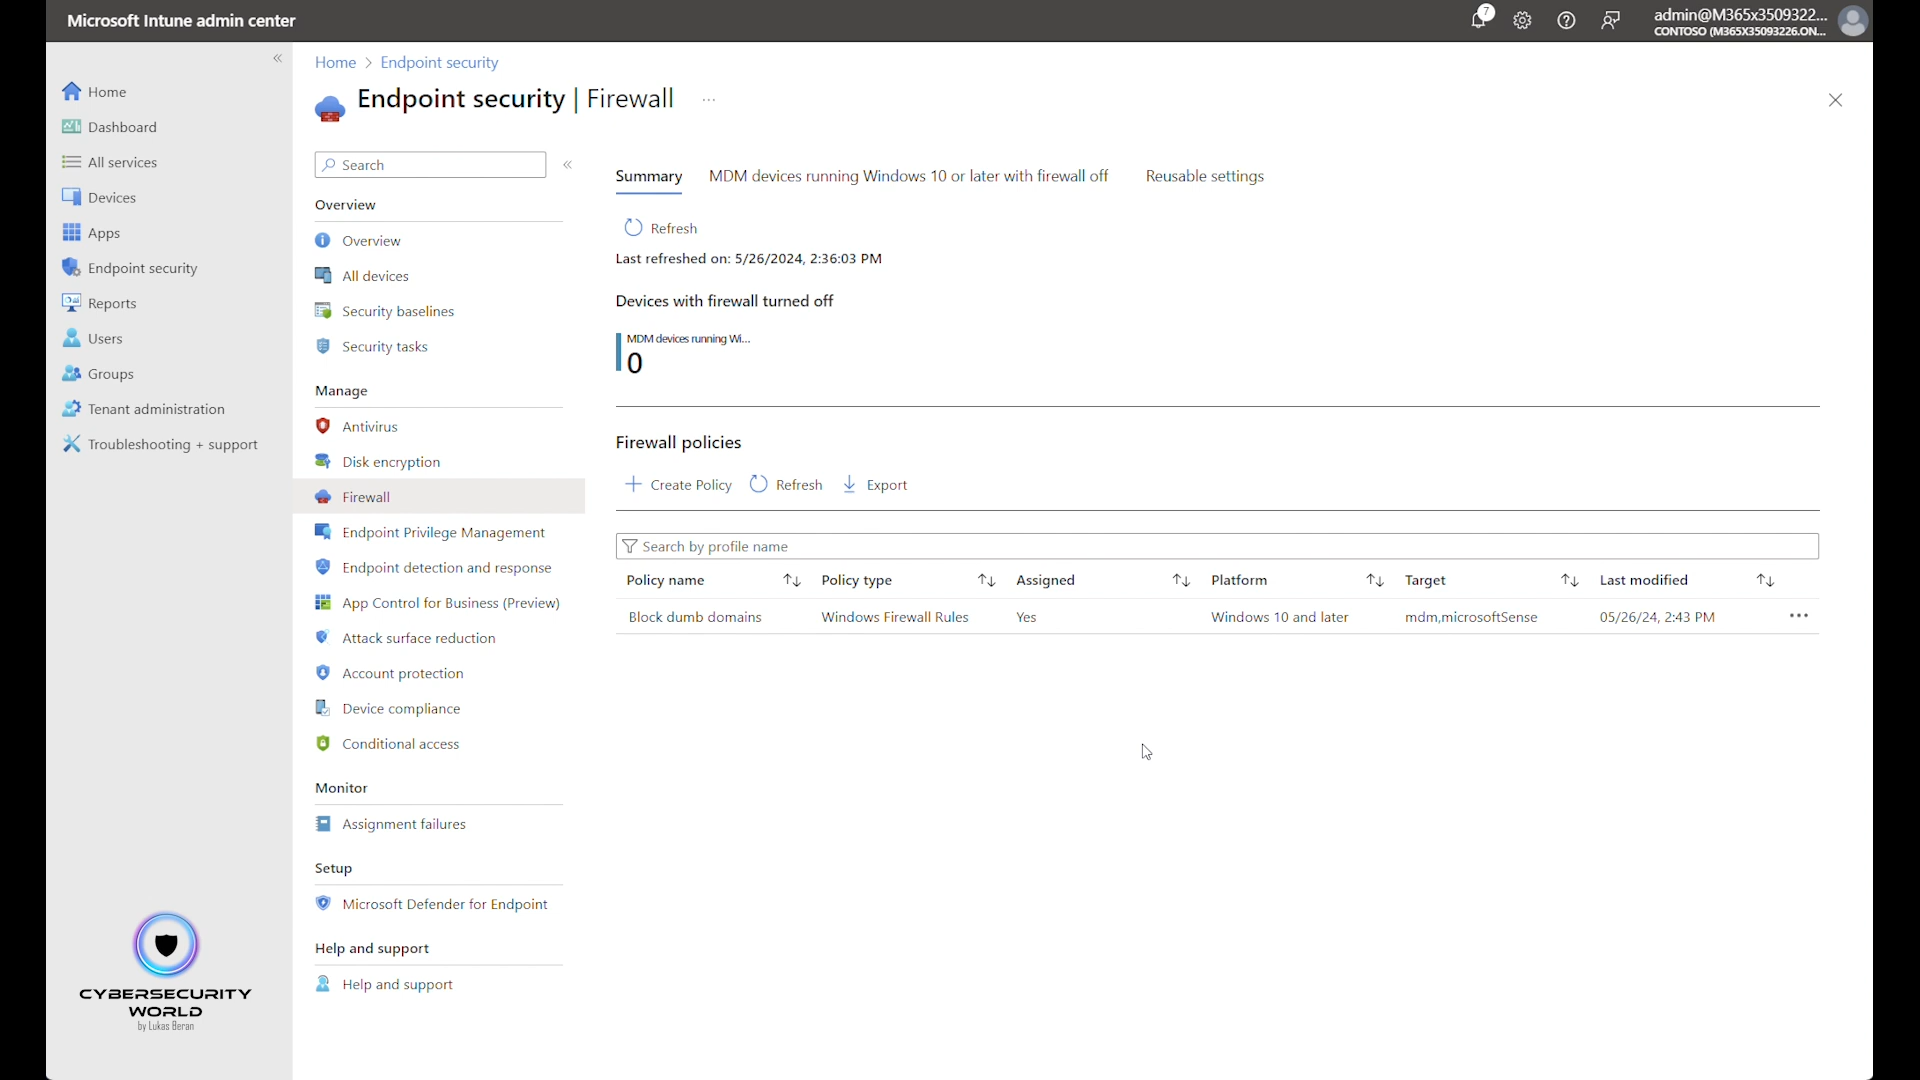 Microsoft Intune admin center
7
admin@M365x3509322...
CONTOSO (M365X35093226.ON...
Home
Dashboard
All services
Devices
Apps
Endpoint security
Reports
Users
Groups
Tenant administration
Troubleshooting + support
CYBERSECURITY
WORLD
by Lukas Beran
Home > Endpoint security
Endpoint security | Firewall ...
Search
Overview
Overview
All devices
Security baselines
Security tasks
Manage
Antivirus
Disk encryption
Firewall
Endpoint Privilege Management
Endpoint detection and response
App Control for Business (Preview)
Attack surface reduction
Account protection
Device compliance
Conditional access
Monitor
Assignment failures
Setup
Microsoft Defender for Endpoint
Help and support
Help and support
Summary MDM devices running Windows 10 or later with firewall off Reusable settings
Refresh
Last refreshed on: 5/26/2024, 2:36:03 PM
Devices with firewall turned off
MDM devices running Wi...
0
Firewall policies
Create Policy Refresh Export
Search by profile name
Policy name Policy type Assigned Platform Target Last modified
Block dumb domains Windows Firewall Rules Yes Windows 10 and later mdm,microsoftSense 05/26/24, 2:43 PM ...